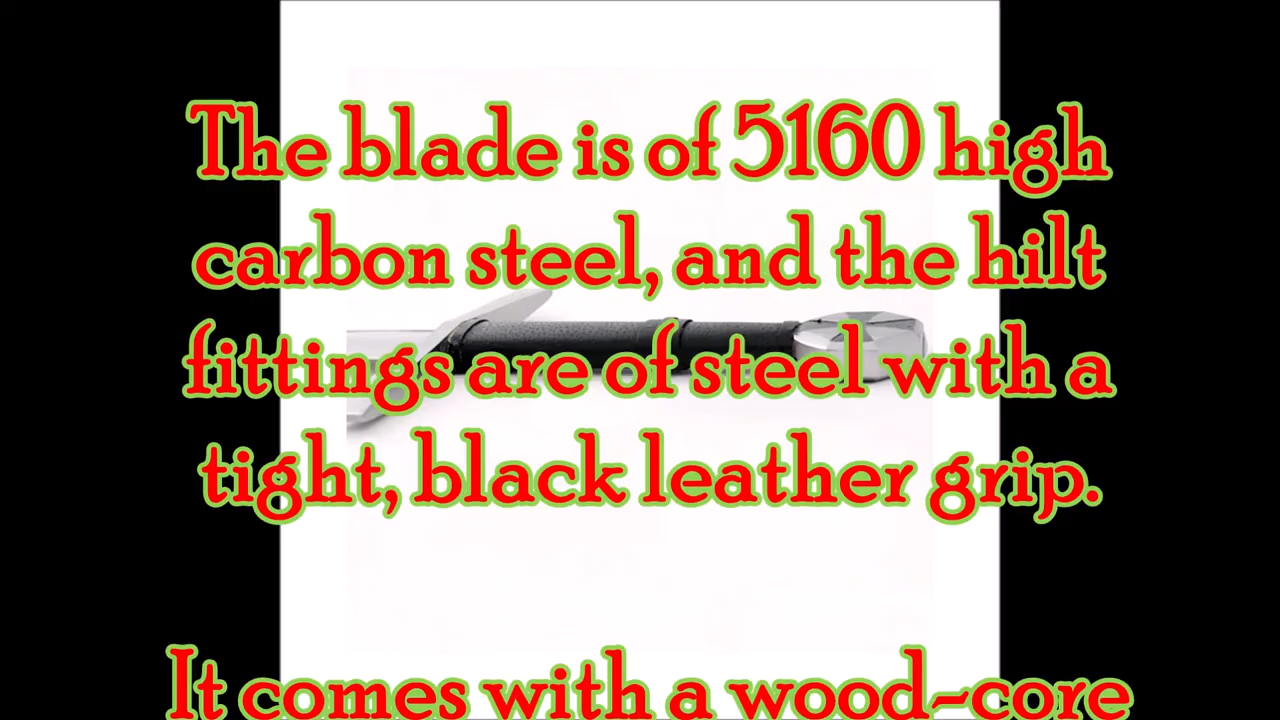 The blade is of 5160 high
carbon steel, and the hilt
fittings are of steel with a
tight, black leather grip.
It comes with a wood-core